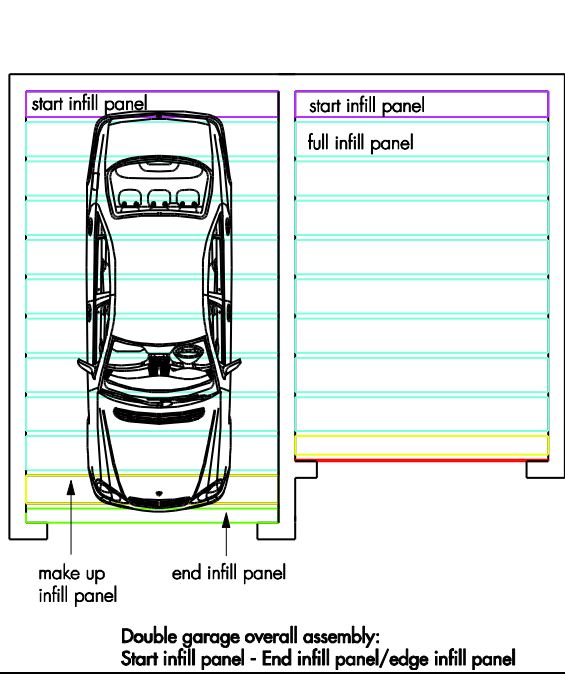 start infill panel
start infill panel
full infill panel
make up
infill panel
end infill panel
Double garage overall assembly:
Start infill panel - End infill panel/edge infill panel